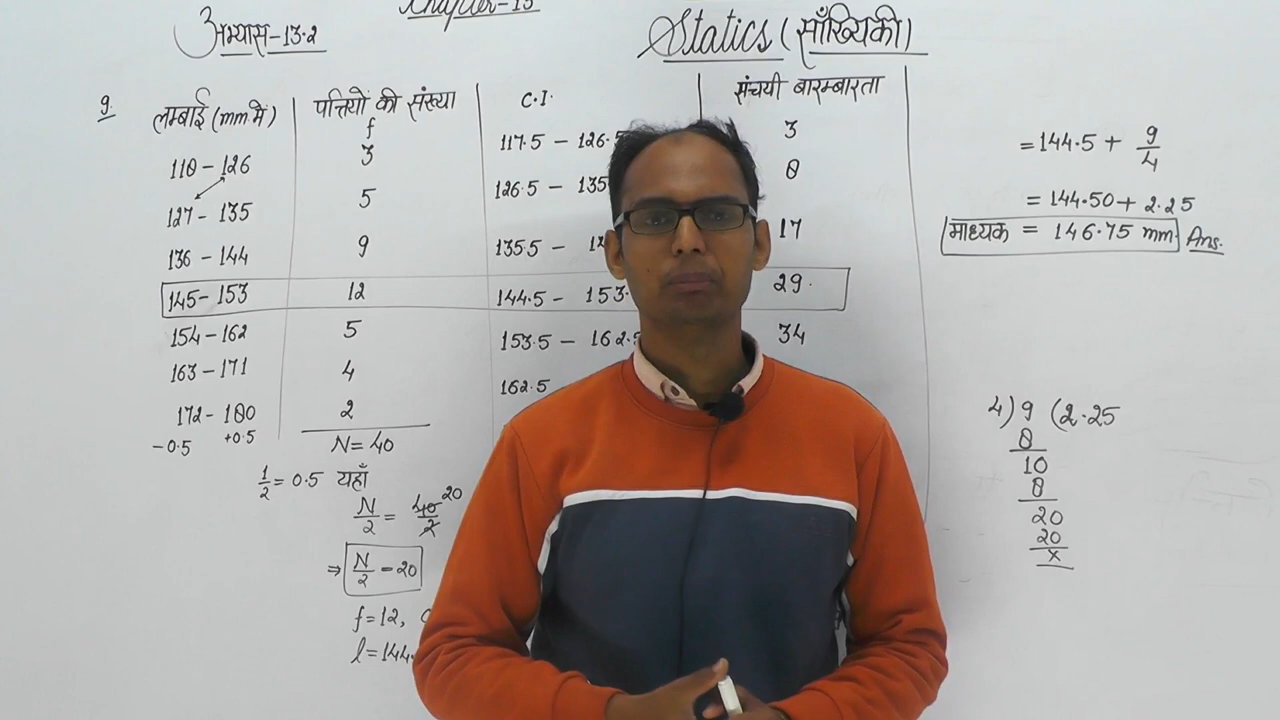 Chapter-13
अभ्यास-13.2
Statics (साँख्यिकी)
9.
लम्बाई (mm में) पत्तियों की संख्या C.I. संचयी बारम्बारता
f
118-126 3 117.5 - 126.5 3
127-135 5 126.5 - 135 8
136-144 9 135.5 - 17
145-153 12 144.5 - 153. 29.
154-162 5 153.5 - 162.5 34
163-171 4 162.5
172-180 2
-0.5 +0.5
N=40
1/2 = 0.5 यहाँ
N/2 = 40/2 20
⇒ N/2 = 20
f=12,
l=144.
=144.5 + 9/4
= 144.50 + 2.25
माध्यक = 146.75 mm Ans.
4) 9 (2.25
8
10
8
20
20
x